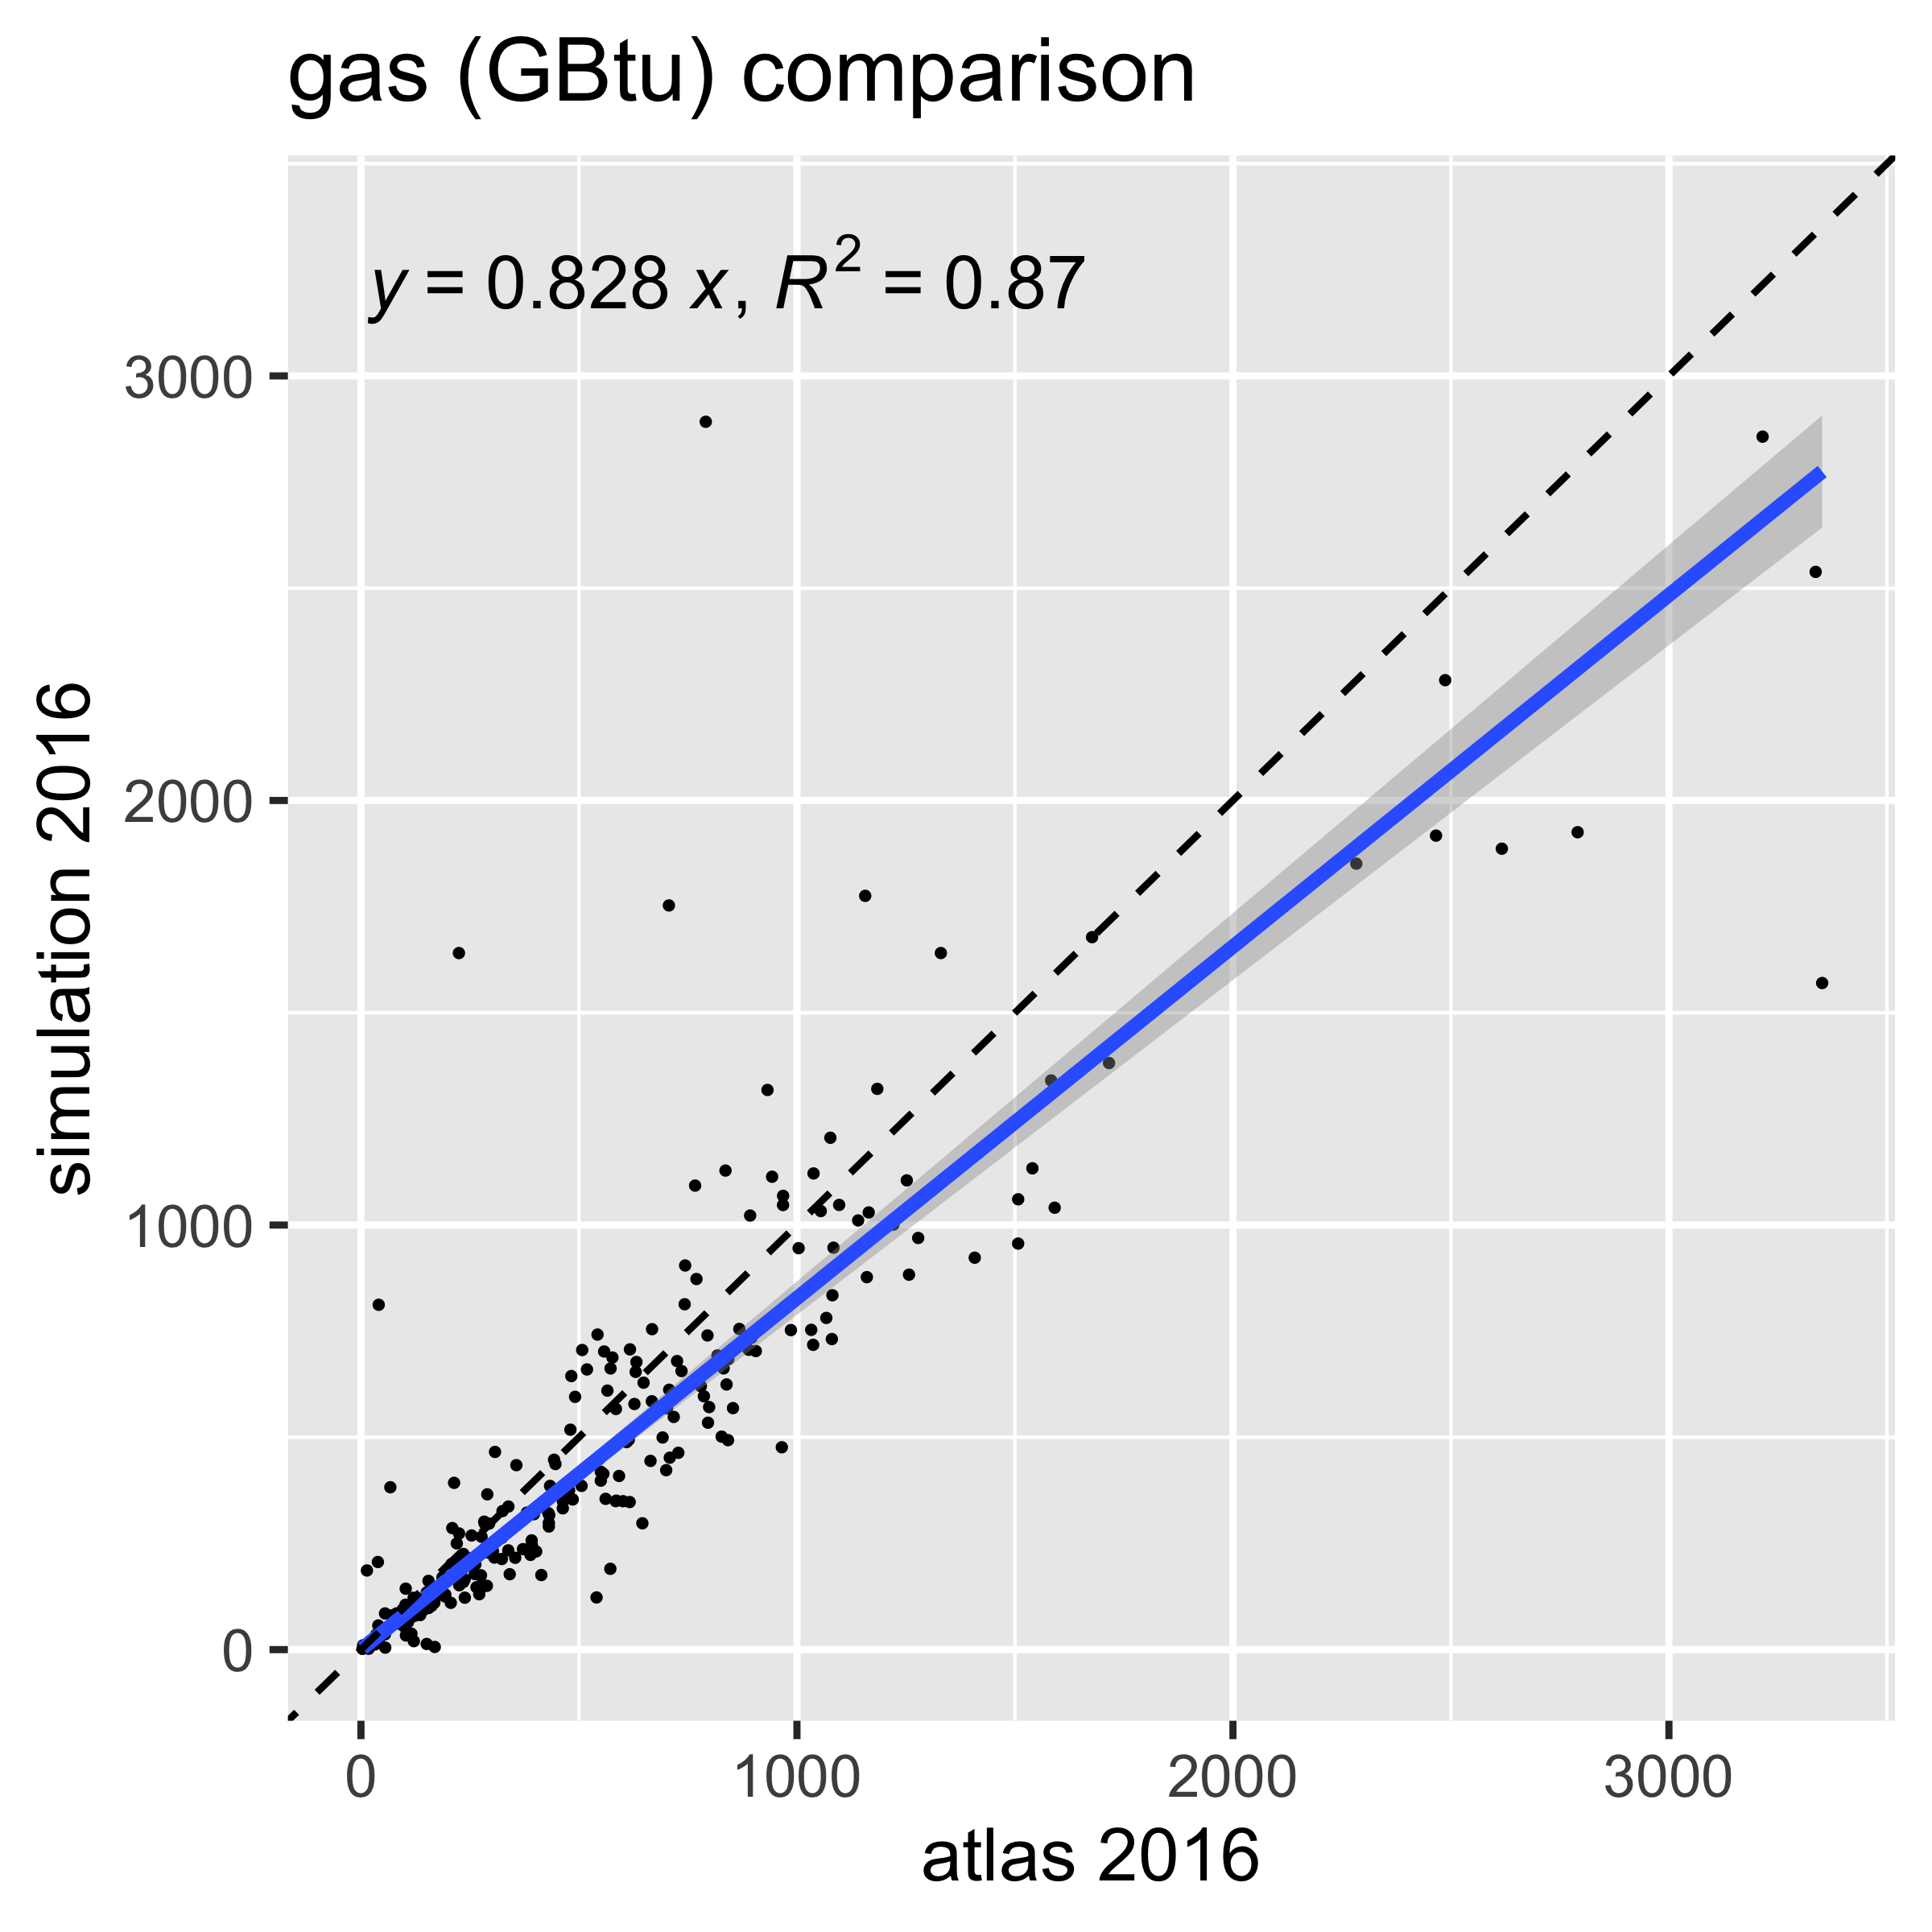 gas (GBtu) comparison
y = 0.828 x, R² = 0.87
3000
2000
1000
0
simulation 2016
0 1000 2000 3000
atlas 2016